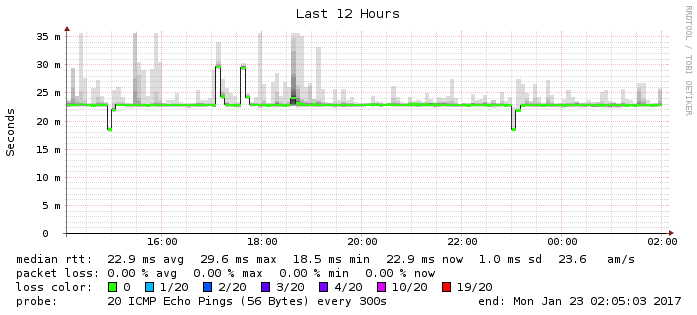 Last 12 Hours
RRDTOOL / TOBI OETIKER
Seconds
35 m
30 m
25 m
20 m
15 m
10 m
5 m
0
16:00 18:00 20:00 22:00 00:00 02:00
median rtt: 22.9 ms avg 29.6 ms max 18.5 ms min 22.9 ms now 1.0 ms sd 23.6 am/s
packet loss: 0.00 % avg 0.00 % max 0.00 % min 0.00 % now
loss color: 0 1/20 2/20 3/20 4/20 10/20 19/20
probe: 20 ICMP Echo Pings (56 Bytes) every 300s end: Mon Jan 23 02:05:03 2017